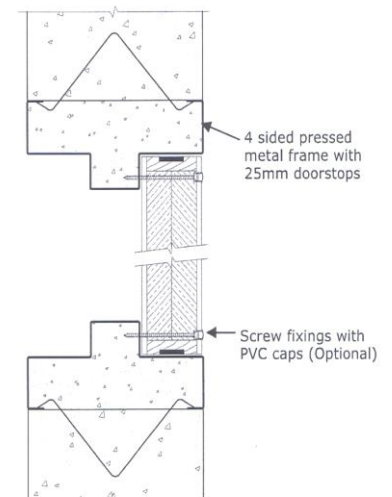 4 sided pressed
metal frame with
25mm doorstops
Screw fixings with
PVC caps (Optional)